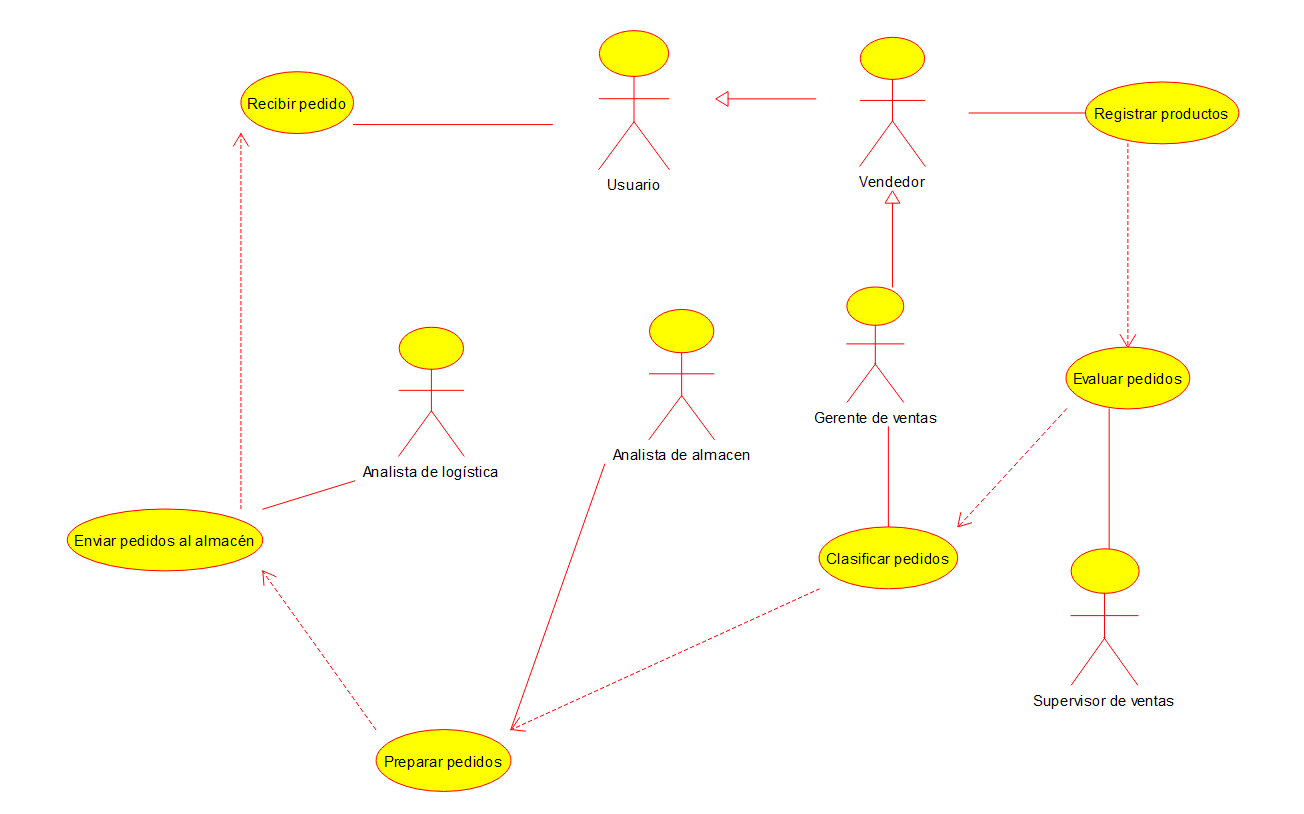 Recibir pedido
Registrar productos
Usuario
Vendedor
Evaluar pedidos
Gerente de ventas
Analista de almacen
Analista de logística
Enviar pedidos al almacén
Clasificar pedidos
Supervisor de ventas
Preparar pedidos